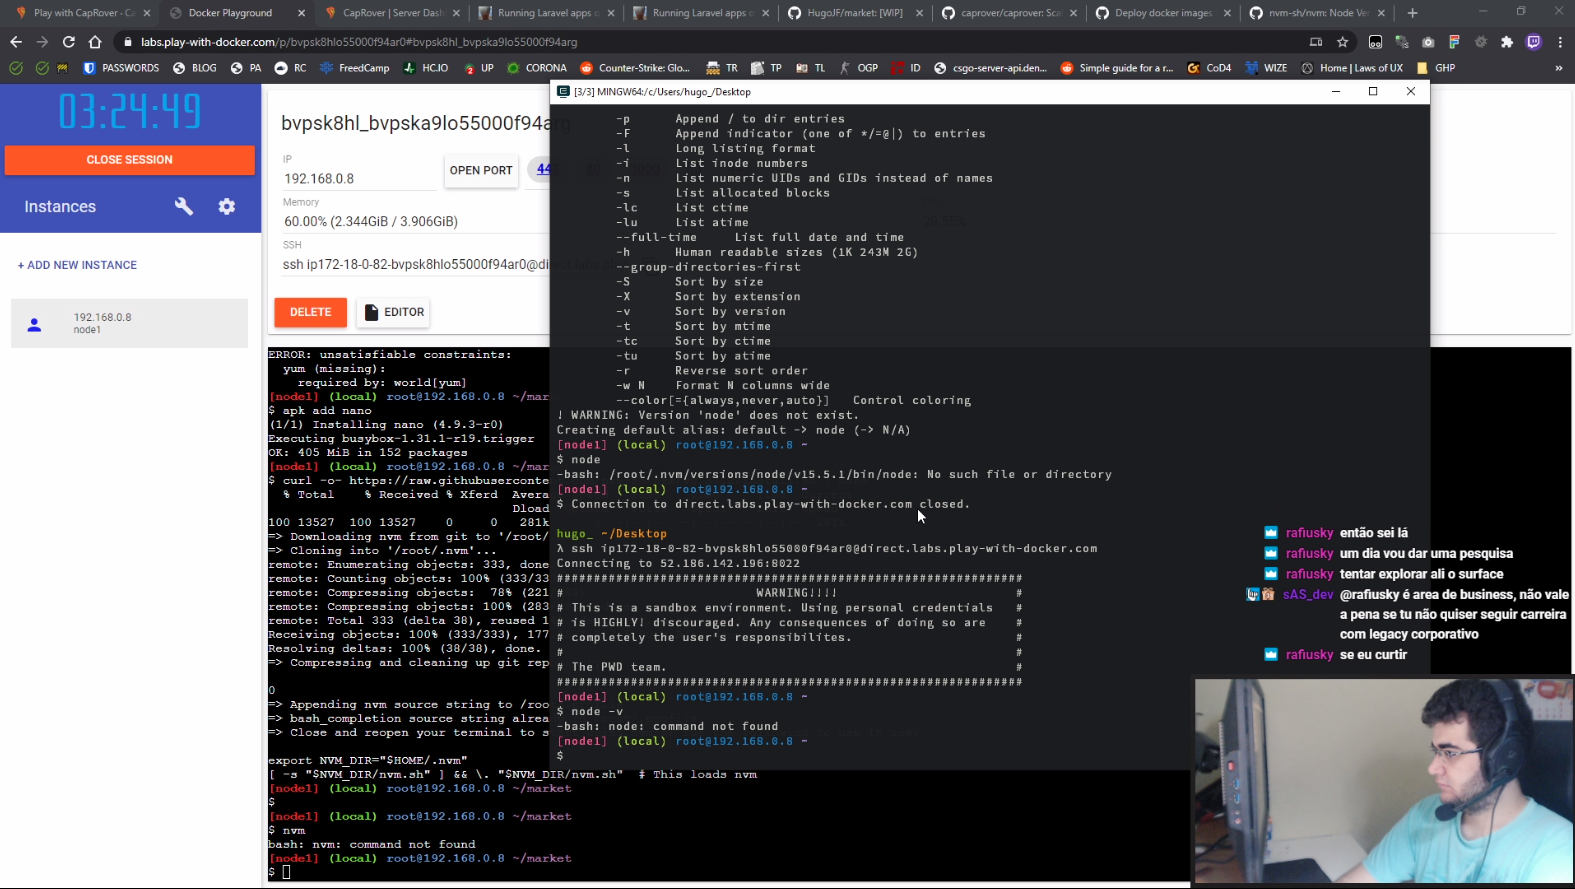 Play with CapRover - Ca
Docker Playground
CapRover | Server Dash
Running Laravel apps o
Running Laravel apps o
HugoJF/market: [WIP]
caprover/caprover: Sca
Deploy docker images
nvm-sh/nvm: Node Ve
labs.play-with-docker.com/p/bvpsk8hlo55000f94ar0#bvpsk8hl_bvpska9lo55000f94arg
PASSWORDS
BLOG
PA
RC
FreedCamp
HC.IO
UP
CORONA
Counter-Strike: Glo...
TR
TP
TL
OGP
ID
csgo-server-api.den...
Simple guide for a r...
CoD4
WIZE
Home | Laws of UX
GHP
»
03:24:49
CLOSE SESSION
Instances
+ ADD NEW INSTANCE
192.168.0.8
node1
bvpsk8hl_bvpska9lo55000f94arg
IP
192.168.0.8
OPEN PORT
Memory
60.00% (2.344GiB / 3.906GiB)
SSH
ssh ip172-18-0-82-bvpsk8hlo55000f94ar0@di
DELETE
EDITOR
ERROR: unsatisfiable constraints:
yum (missing):
required by: world[yum]
[node1] (local) root@192.168.0.8 ~/mar
$ apk add nano
(1/1) Installing nano (4.9.3-r0)
Executing busybox-1.31.1-r19.trigger
OK: 405 MiB in 152 packages
[node1] (local) root@192.168.0.8 ~/mar
$ curl -o- https://raw.githubuserconte
% Total % Received % Xferd Avera
Dload
100 13527 100 13527 0 0 281k
=> Downloading nvm from git to '/root/
=> Cloning into '/root/.nvm'...
remote: Enumerating objects: 333, done
remote: Counting objects: 100% (333/33
remote: Compressing objects: 78% (221
remote: Compressing objects: 100% (283
remote: Total 333 (delta 38), reused 1
Receiving objects: 100% (333/333), 177
Resolving deltas: 100% (38/38), done.
=> Compressing and cleaning up git rep
0
=> Appending nvm source string to /roo
=> bash_completion source string alrea
=> Close and reopen your terminal to s
export NVM_DIR="$HOME/.nvm"
[ -s "$NVM_DIR/nvm.sh" ] && \. "$NVM_DIR/nvm.sh" # This loads nvm
[node1] (local) root@192.168.0.8 ~/market
$
[node1] (local) root@192.168.0.8 ~/market
$ nvm
bash: nvm: command not found
[node1] (local) root@192.168.0.8 ~/market
$
[3/3] MINGW64:/c/Users/hugo_/Desktop
-p Append / to dir entries
-F Append indicator (one of */=@|) to entries
-l Long listing format
-i List inode numbers
-n List numeric UIDs and GIDs instead of names
-s List allocated blocks
-lc List ctime
-lu List atime
--full-time List full date and time
-h Human readable sizes (1K 243M 2G)
--group-directories-first
-S Sort by size
-X Sort by extension
-v Sort by version
-t Sort by mtime
-tc Sort by ctime
-tu Sort by atime
-r Reverse sort order
-w N Format N columns wide
--color[={always,never,auto}] Control coloring
! WARNING: Version 'node' does not exist.
Creating default alias: default -> node (-> N/A)
[node1] (local) root@192.168.0.8 ~
$ node
-bash: /root/.nvm/versions/node/v15.5.1/bin/node: No such file or directory
[node1] (local) root@192.168.0.8 ~
$ Connection to direct.labs.play-with-docker.com closed.
hugo_ ~/Desktop
λ ssh ip172-18-0-82-bvpsk8hlo55000f94ar0@direct.labs.play-with-docker.com
Connecting to 52.186.142.196:8022
###############################################################
# WARNING!!!! #
# This is a sandbox environment. Using personal credentials #
# is HIGHLY! discouraged. Any consequences of doing so are #
# completely the user's responsibilites. #
# #
# The PWD team. #
###############################################################
[node1] (local) root@192.168.0.8 ~
$ node -v
-bash: node: command not found
[node1] (local) root@192.168.0.8 ~
$
rafiusky então sei lá
rafiusky um dia vou dar uma pesquisa
rafiusky tentar explorar ali o surface
sAS_dev @rafiusky é area de business, não vale
a pena se tu não quiser seguir carreira
com legacy corporativo
rafiusky se eu curtir